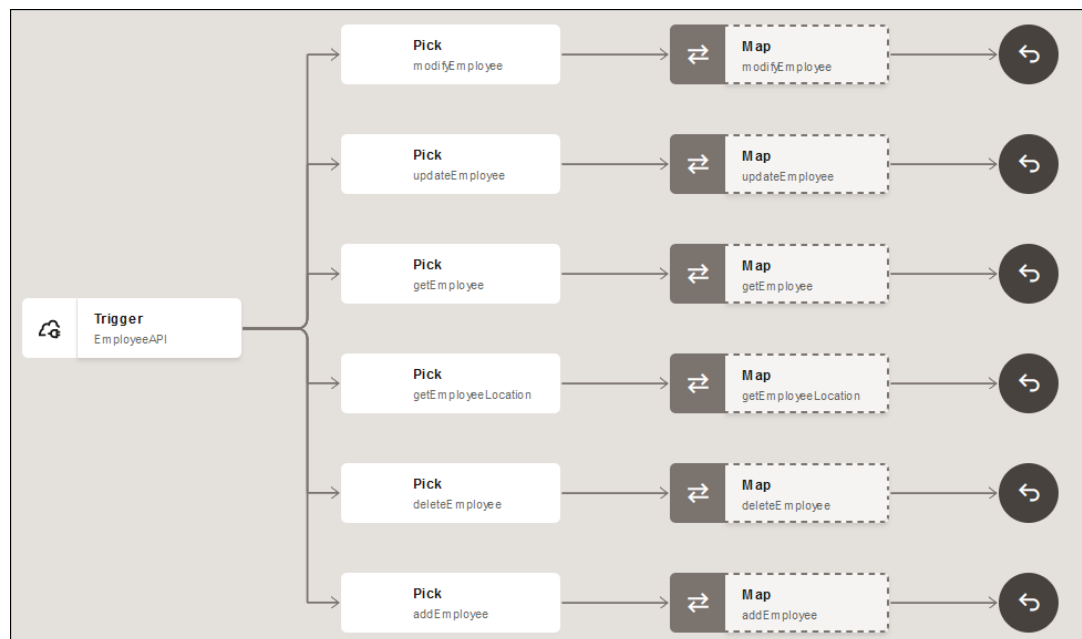 Pick
modifyEmployee
Map
modifyEmployee
Pick
updateEmployee
Map
updateEmployee
Pick
getEmployee
Map
getEmployee
Trigger
EmployeeAPI
Pick
getEmployeeLocation
Map
getEmployeeLocation
Pick
deleteEmployee
Map
deleteEmployee
Pick
addEmployee
Map
addEmployee